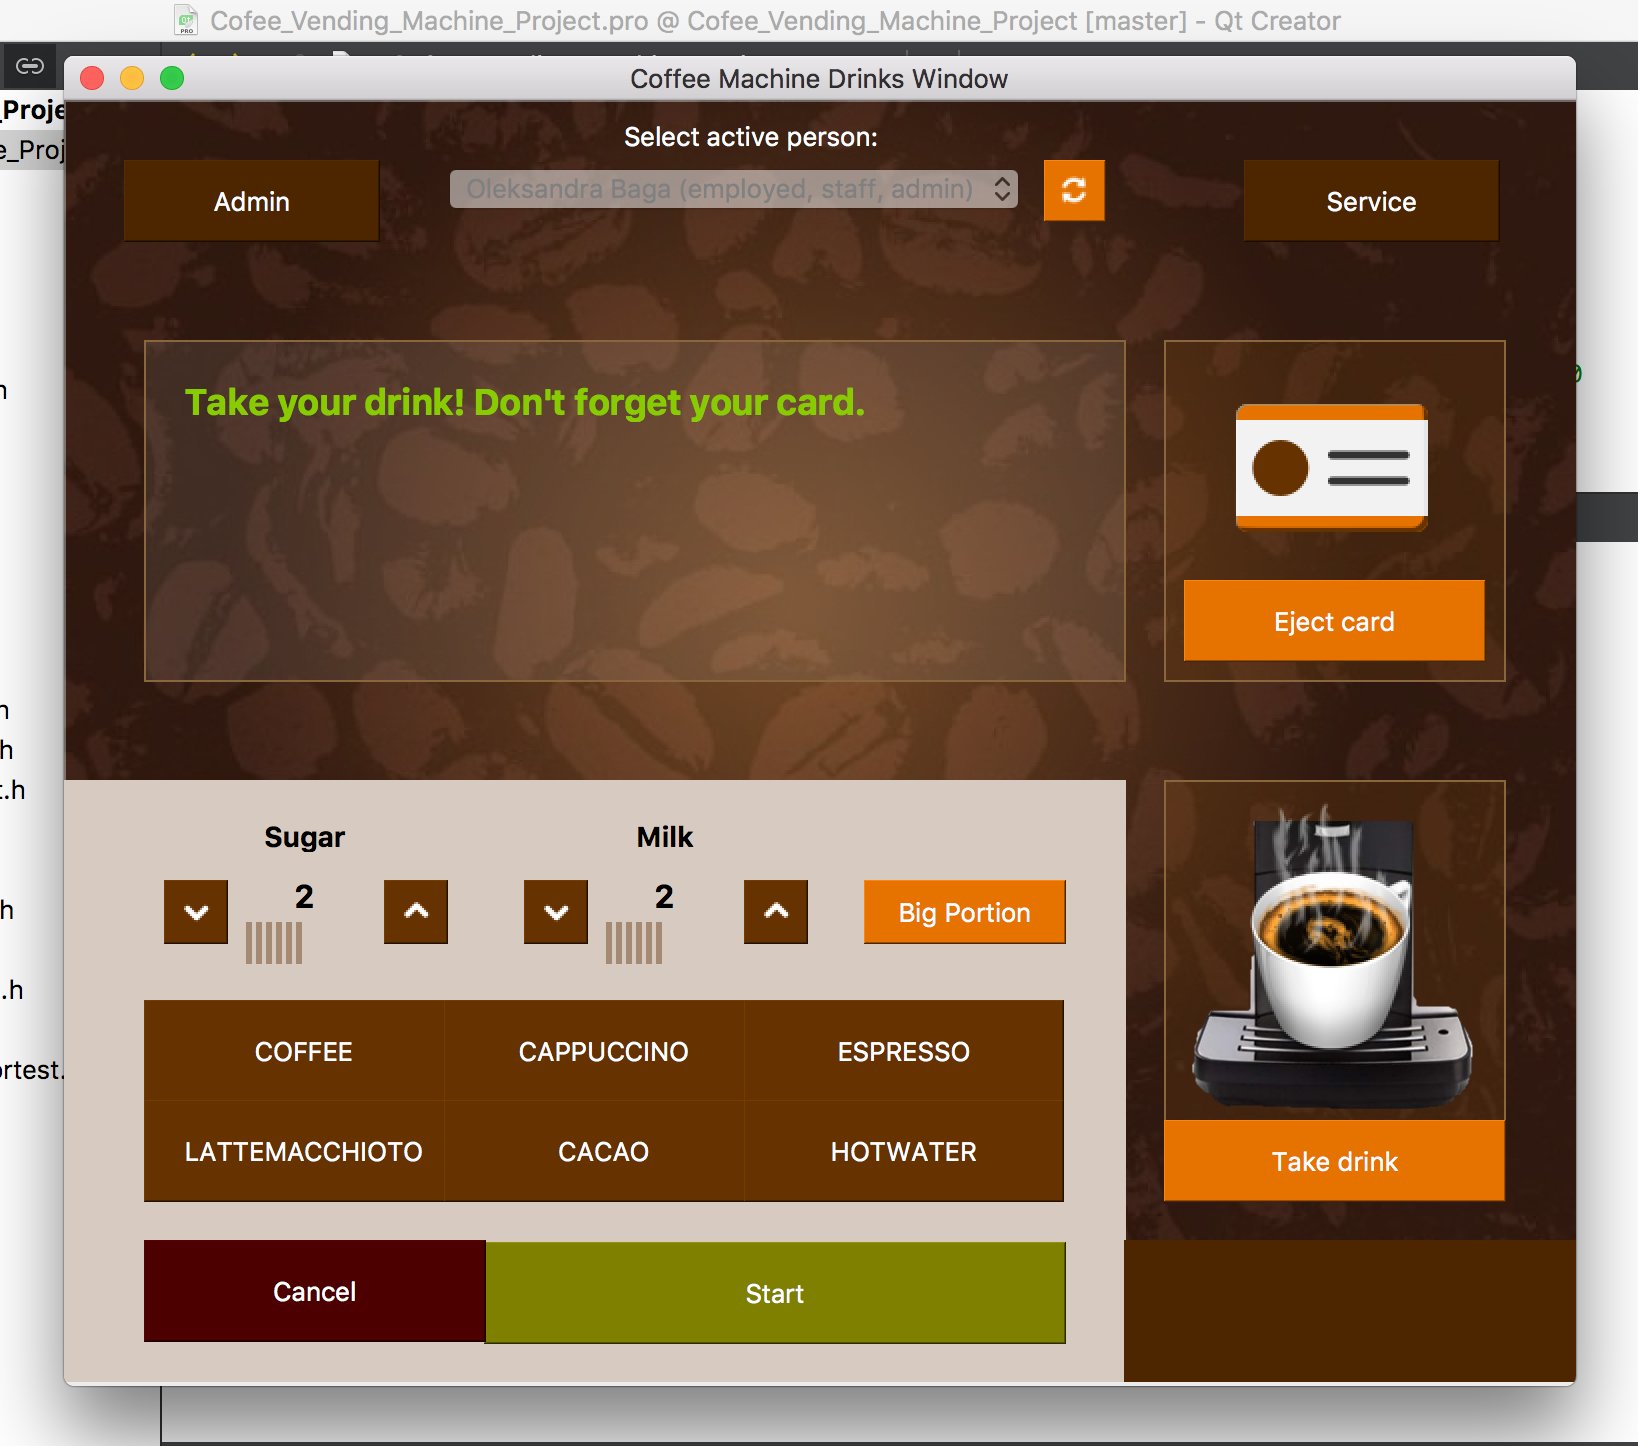 Cofee_Vending_Machine_Project.pro @ Cofee_Vending_Machine_Project [master] - Qt Creator
Coffee Machine Drinks Window
_Proje
e_Proj
Select active person:
Admin
Oleksandra Baga (employed, staff, admin)
Service
Take your drink! Don't forget your card.
Eject card
.h
t.h
h
.h
ortest.
Sugar
Milk
2
2
Big Portion
COFFEE
CAPPUCCINO
ESPRESSO
LATTEMACCHIOTO
CACAO
HOTWATER
Take drink
Cancel
Start